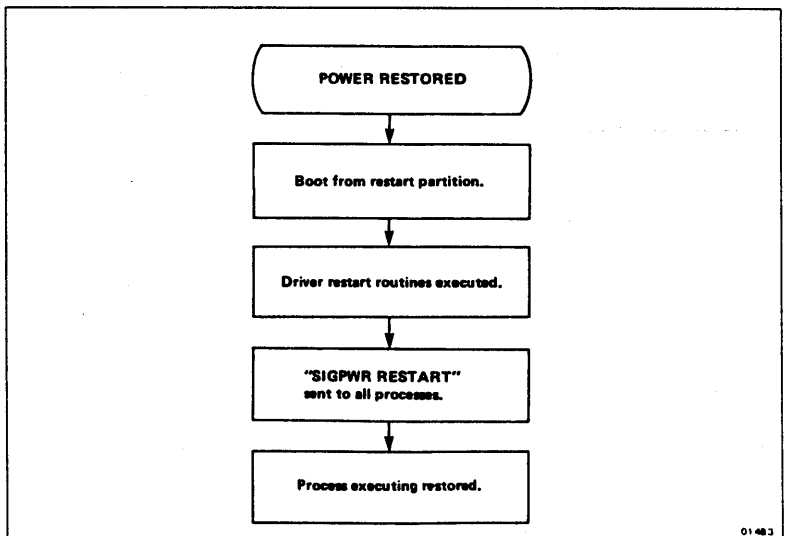 POWER RESTORED
Boot from restart partition.
Driver restart routines executed.
"SIGPWR RESTART"
sent to all processes.
Process executing restored.
01483